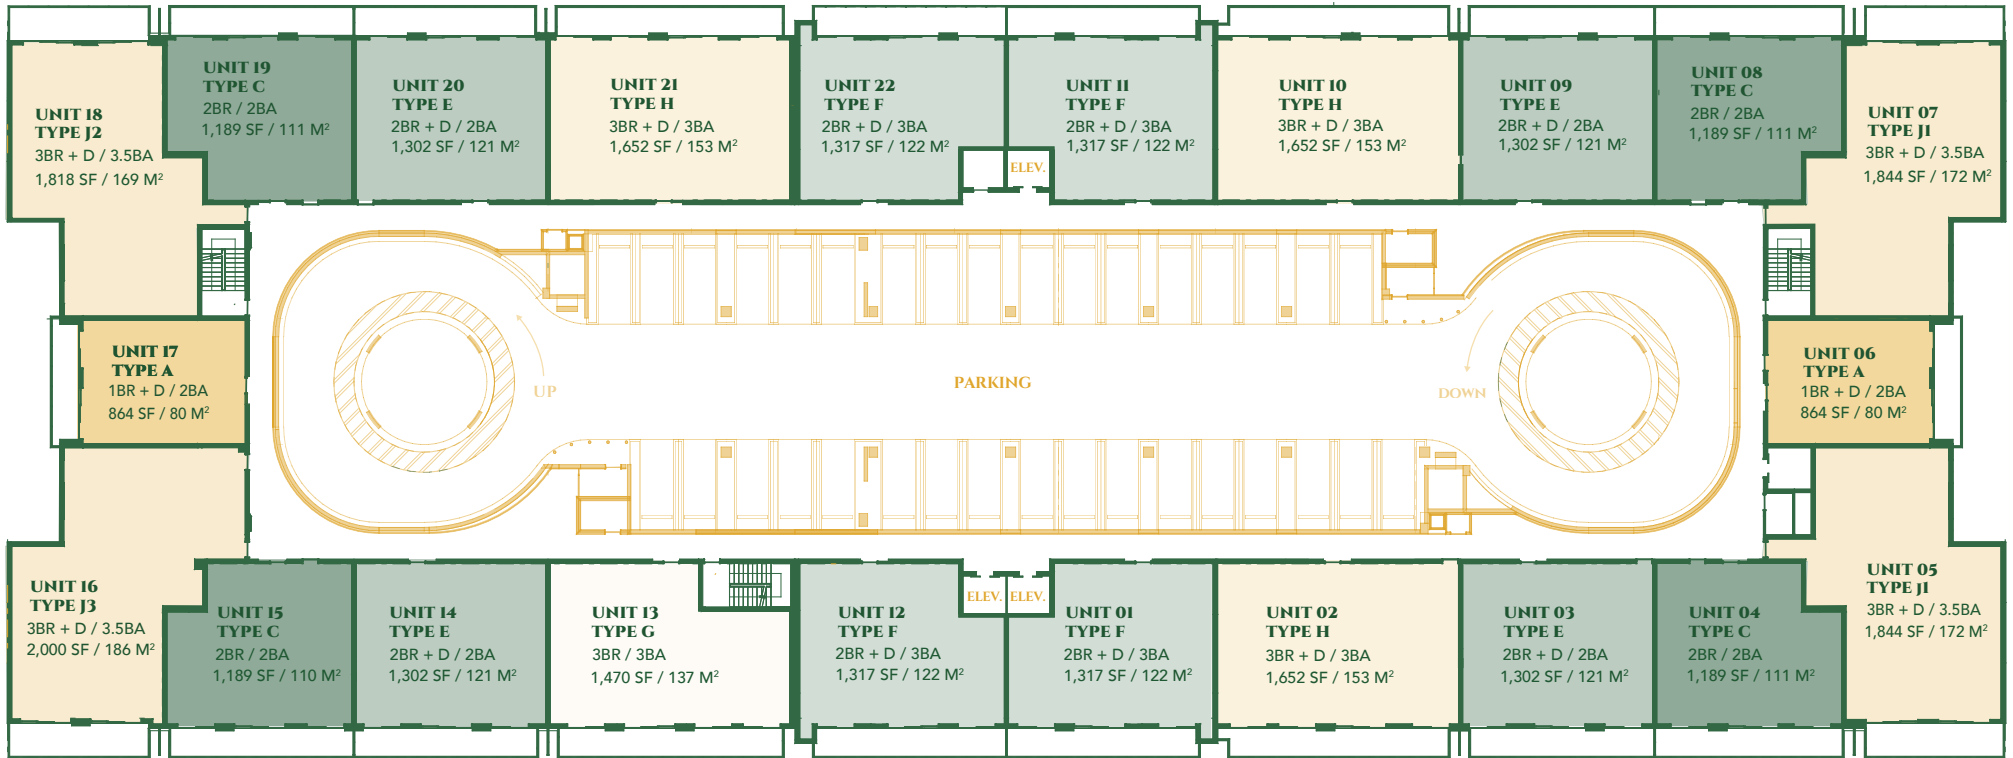 UNIT 18
TYPE J2
3BR + D / 3.5BA
1,818 SF / 169 M²
UNIT 19
TYPE C
2BR / 2BA
1,189 SF / 111 M²
UNIT 20
TYPE E
2BR + D / 2BA
1,302 SF / 121 M²
UNIT 21
TYPE H
3BR + D / 3BA
1,652 SF / 153 M²
UNIT 22
TYPE F
2BR + D / 3BA
1,317 SF / 122 M²
ELEV.
UNIT 11
TYPE F
2BR + D / 3BA
1,317 SF / 122 M²
UNIT 10
TYPE H
3BR + D / 3BA
1,652 SF / 153 M²
UNIT 09
TYPE E
2BR + D / 2BA
1,302 SF / 121 M²
UNIT 08
TYPE C
2BR / 2BA
1,189 SF / 111 M²
UNIT 07
TYPE J1
3BR + D / 3.5BA
1,844 SF / 172 M²
UNIT 17
TYPE A
1BR + D / 2BA
864 SF / 80 M²
UP
PARKING
DOWN
UNIT 06
TYPE A
1BR + D / 2BA
864 SF / 80 M²
UNIT 16
TYPE J3
3BR + D / 3.5BA
2,000 SF / 186 M²
UNIT 15
TYPE C
2BR / 2BA
1,189 SF / 110 M²
UNIT 14
TYPE E
2BR + D / 2BA
1,302 SF / 121 M²
UNIT 13
TYPE G
3BR / 3BA
1,470 SF / 137 M²
UNIT 12
TYPE F
2BR + D / 3BA
1,317 SF / 122 M²
ELEV.
ELEV.
UNIT 01
TYPE F
2BR + D / 3BA
1,317 SF / 122 M²
UNIT 02
TYPE H
3BR + D / 3BA
1,652 SF / 153 M²
UNIT 03
TYPE E
2BR + D / 2BA
1,302 SF / 121 M²
UNIT 04
TYPE C
2BR / 2BA
1,189 SF / 111 M²
UNIT 05
TYPE J1
3BR + D / 3.5BA
1,844 SF / 172 M²